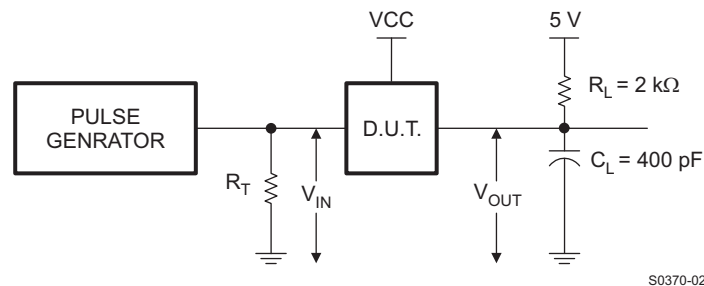 VCC
5 V
R_L = 2 kΩ
PULSE
GENRATOR
D.U.T.
C_L = 400 pF
R_T
V_IN
V_OUT
S0370-02